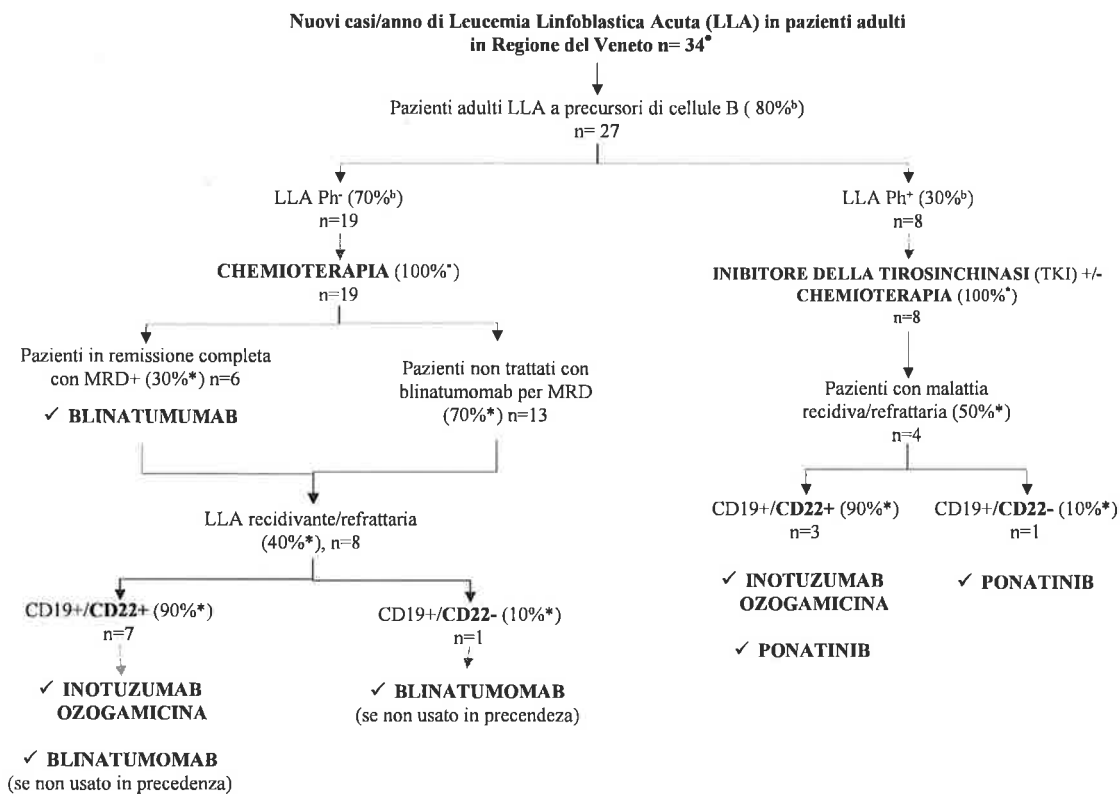 Nuovi casi/anno di Leucemia Linfoblastica Acuta (LLA) in pazienti adulti
in Regione del Veneto n= 34•
Pazienti adulti LLA a precursori di cellule B ( 80%ᵇ)
n= 27
LLA Ph⁻ (70%ᵇ)
n=19
CHEMIOTERAPIA (100%*)
n=19
Pazienti in remissione completa
con MRD+ (30%*) n=6
✓ BLINATUMUMAB
Pazienti non trattati con
blinatumomab per MRD
(70%*) n=13
LLA recidivante/refrattaria
(40%*), n=8
CD19+/CD22+ (90%*)
n=7
✓ INOTUZUMAB
OZOGAMICINA
✓ BLINATUMOMAB
(se non usato in precedenza)
CD19+/CD22- (10%*)
n=1
✓ BLINATUMOMAB
(se non usato in precendeza)
LLA Ph⁺ (30%ᵇ)
n=8
INIBITORE DELLA TIROSINCHINASI (TKI) +/-
CHEMIOTERAPIA (100%*)
n=8
Pazienti con malattia
recidiva/refrattaria (50%*)
n=4
CD19+/CD22+ (90%*)
n=3
✓ INOTUZUMAB
OZOGAMICINA
✓ PONATINIB
CD19+/CD22- (10%*)
n=1
✓ PONATINIB